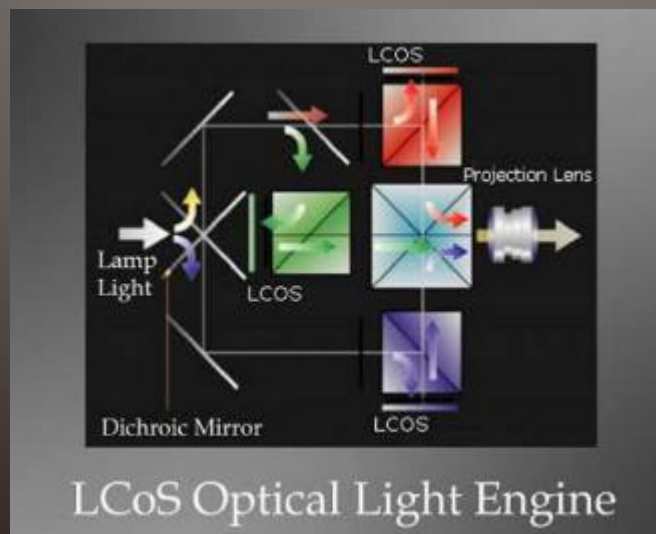 LCOS
Projection Lens
Lamp
Light
LCOS
LCOS
Dichroic Mirror
LCoS Optical Light Engine